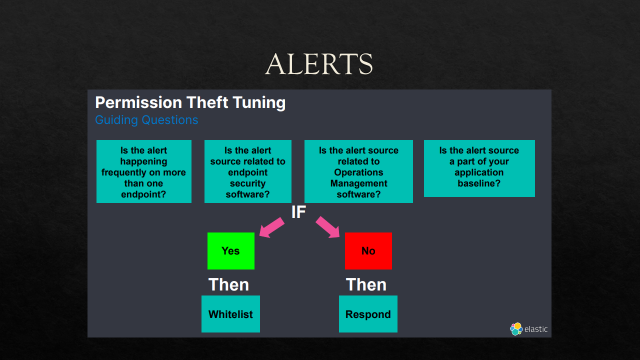 ALERTS
Permission Theft Tuning
Guiding Questions
Is the alert
happening
frequently on more
than one
endpoint?
Is the alert
source related to
endpoint
security
software?
Is the alert source
related to
Operations
Management
software?
Is the alert source
a part of your
application
baseline?
IF
Yes
No
Then
Then
Whitelist
Respond
elastic